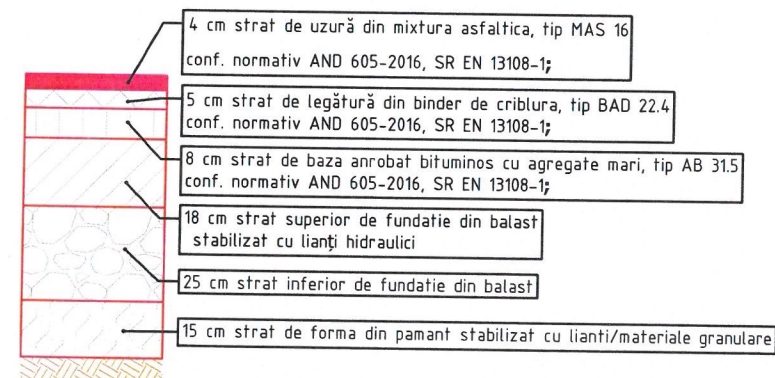 4 cm strat de uzură din mixtura asfaltica, tip MAS 16
conf. normativ AND 605-2016, SR EN 13108-1;
5 cm strat de legătură din binder de criblura, tip BAD 22.4
conf. normativ AND 605-2016, SR EN 13108-1;
8 cm strat de baza anrobat bituminos cu agregate mari, tip AB 31.5
conf. normativ AND 605-2016, SR EN 13108-1;
18 cm strat superior de fundatie din balast
stabilizat cu lianți hidraulici
25 cm strat inferior de fundatie din balast
15 cm strat de forma din pamant stabilizat cu lianti/materiale granulare